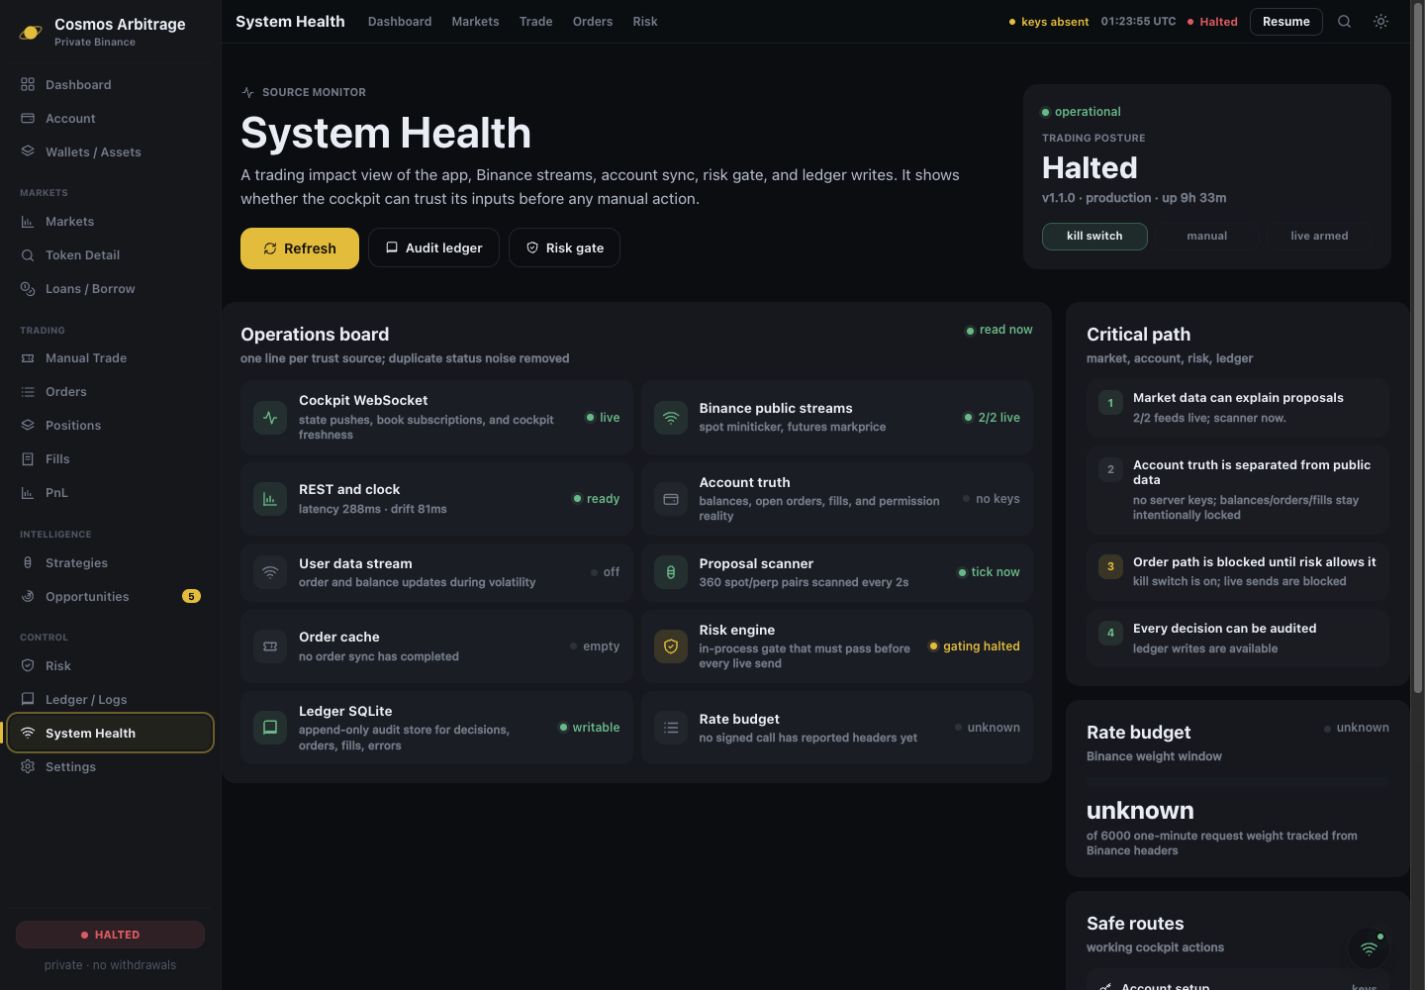 Cosmos Arbitrage
Private Binance
Dashboard
Account
Wallets / Assets
MARKETS
Markets
Token Detail
Loans / Borrow
TRADING
Manual Trade
Orders
Positions
Fills
PnL
INTELLIGENCE
Strategies
Opportunities 5
CONTROL
Risk
Ledger / Logs
System Health
Settings
HALTED
private · no withdrawals
System Health Dashboard Markets Trade Orders Risk keys absent 01:23:55 UTC Halted Resume
SOURCE MONITOR
System Health
A trading impact view of the app, Binance streams, account sync, risk gate, and ledger writes. It shows
whether the cockpit can trust its inputs before any manual action.
Refresh Audit ledger Risk gate
operational
TRADING POSTURE
Halted
v1.1.0 · production · up 9h 33m
kill switch manual live armed
Operations board read now
one line per trust source; duplicate status noise removed
Cockpit WebSocket
state pushes, book subscriptions, and cockpit
freshness
live
Binance public streams
spot miniticker, futures markprice
2/2 live
REST and clock
latency 288ms · drift 81ms
ready
Account truth
balances, open orders, fills, and permission
reality
no keys
User data stream
order and balance updates during volatility
off
Proposal scanner
360 spot/perp pairs scanned every 2s
tick now
Order cache
no order sync has completed
empty
Risk engine
in-process gate that must pass before
every live send
gating halted
Ledger SQLite
append-only audit store for decisions,
orders, fills, errors
writable
Rate budget
no signed call has reported headers yet
unknown
Critical path
market, account, risk, ledger
1 Market data can explain proposals
2/2 feeds live; scanner now.
2 Account truth is separated from public
data
no server keys; balances/orders/fills stay
intentionally locked
3 Order path is blocked until risk allows it
kill switch is on; live sends are blocked
4 Every decision can be audited
ledger writes are available
Rate budget unknown
Binance weight window
unknown
of 6000 one-minute request weight tracked from
Binance headers
Safe routes
working cockpit actions
Account setup keys